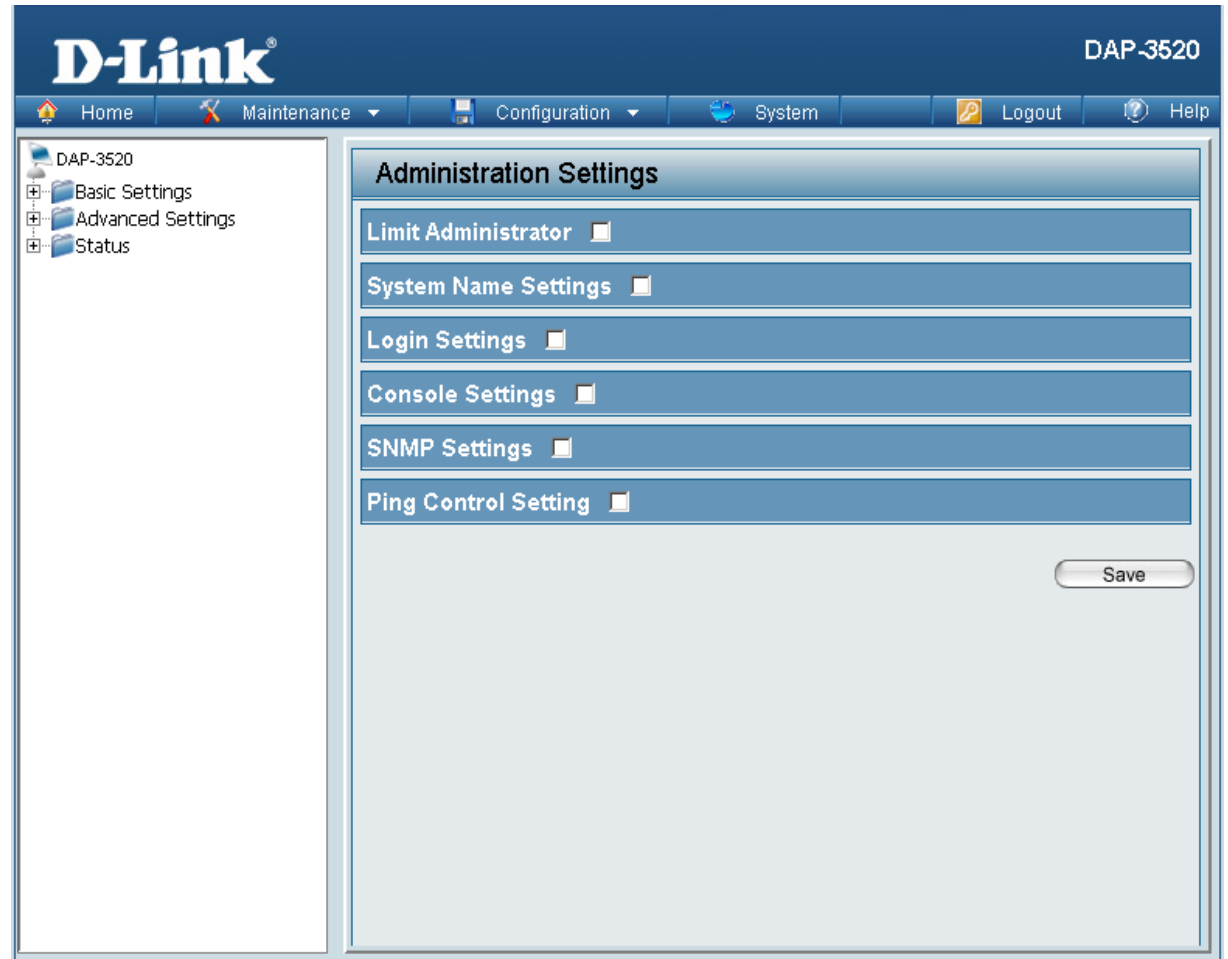 D-Link®
DAP-3520
Home Maintenance Configuration System Logout Help
DAP-3520
Basic Settings
Advanced Settings
Status
Administration Settings
Limit Administrator
System Name Settings
Login Settings
Console Settings
SNMP Settings
Ping Control Setting
Save